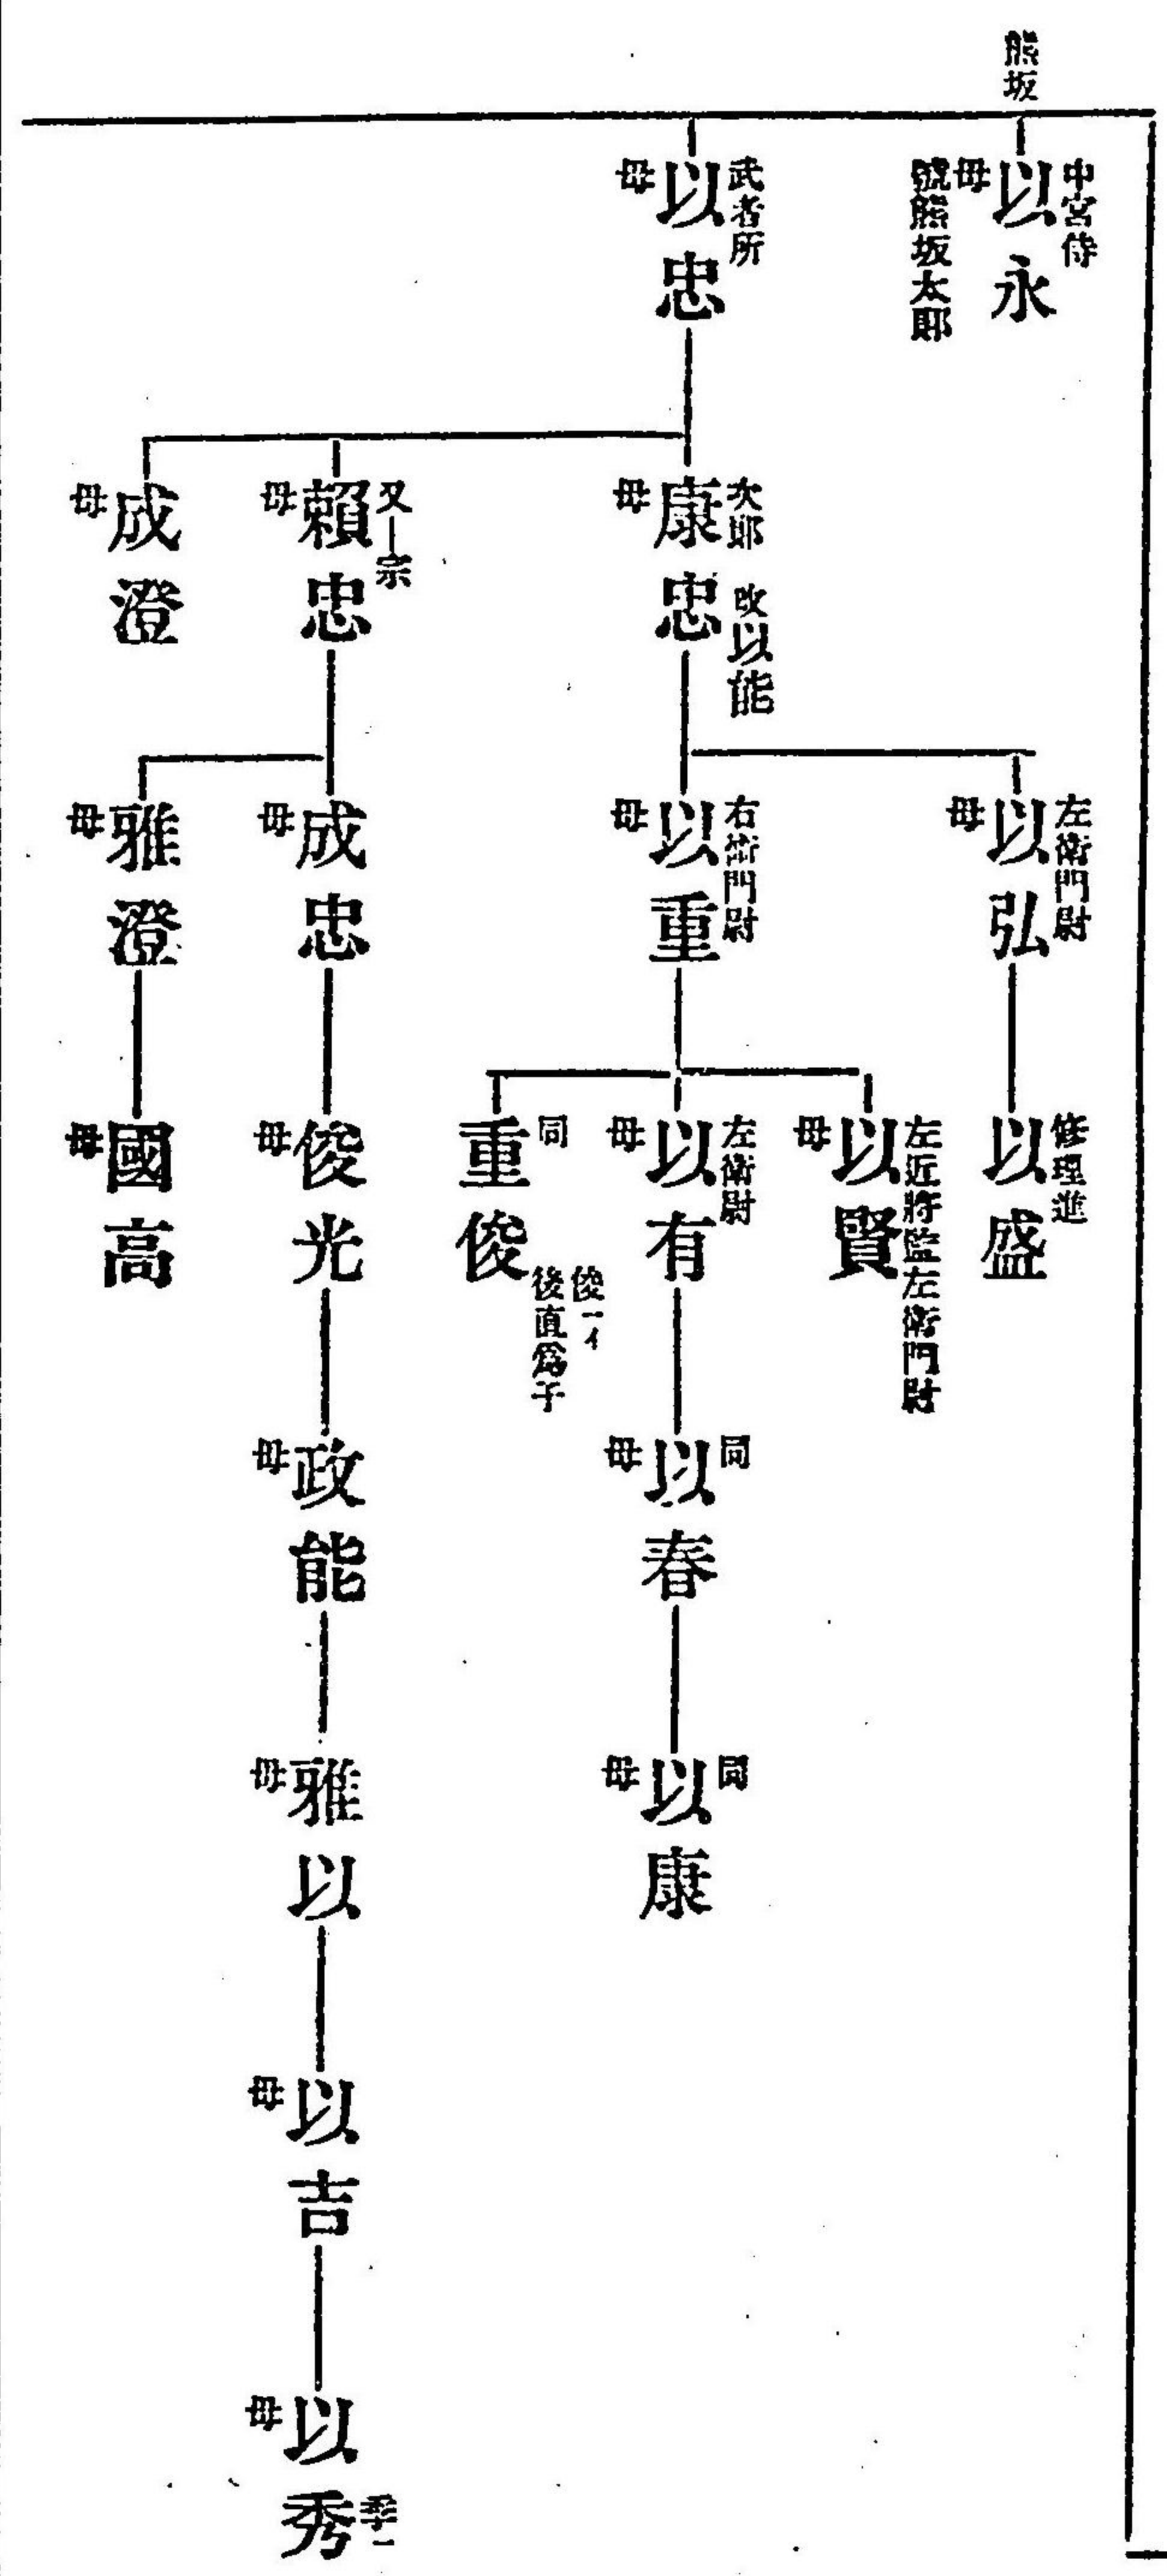 熊坂
中宮侍
以永
母
號熊坂太郎
武者所
以忠
母
次郎 改以能
康忠
母
又―宗
賴忠
母
成澄
母
左衛門尉
以弘
母
右衛門尉
以重
母
成忠
母
雅澄
母
修理進
以盛
左近將監左衛門尉
以賢
母
左衛尉
以有
母
同
重俊
俊一イ
後直爲子
俊光
母
國高
母
同
以春
母
政能
母
同
以康
母
雅以
母
以吉
母
以秀
季一
母